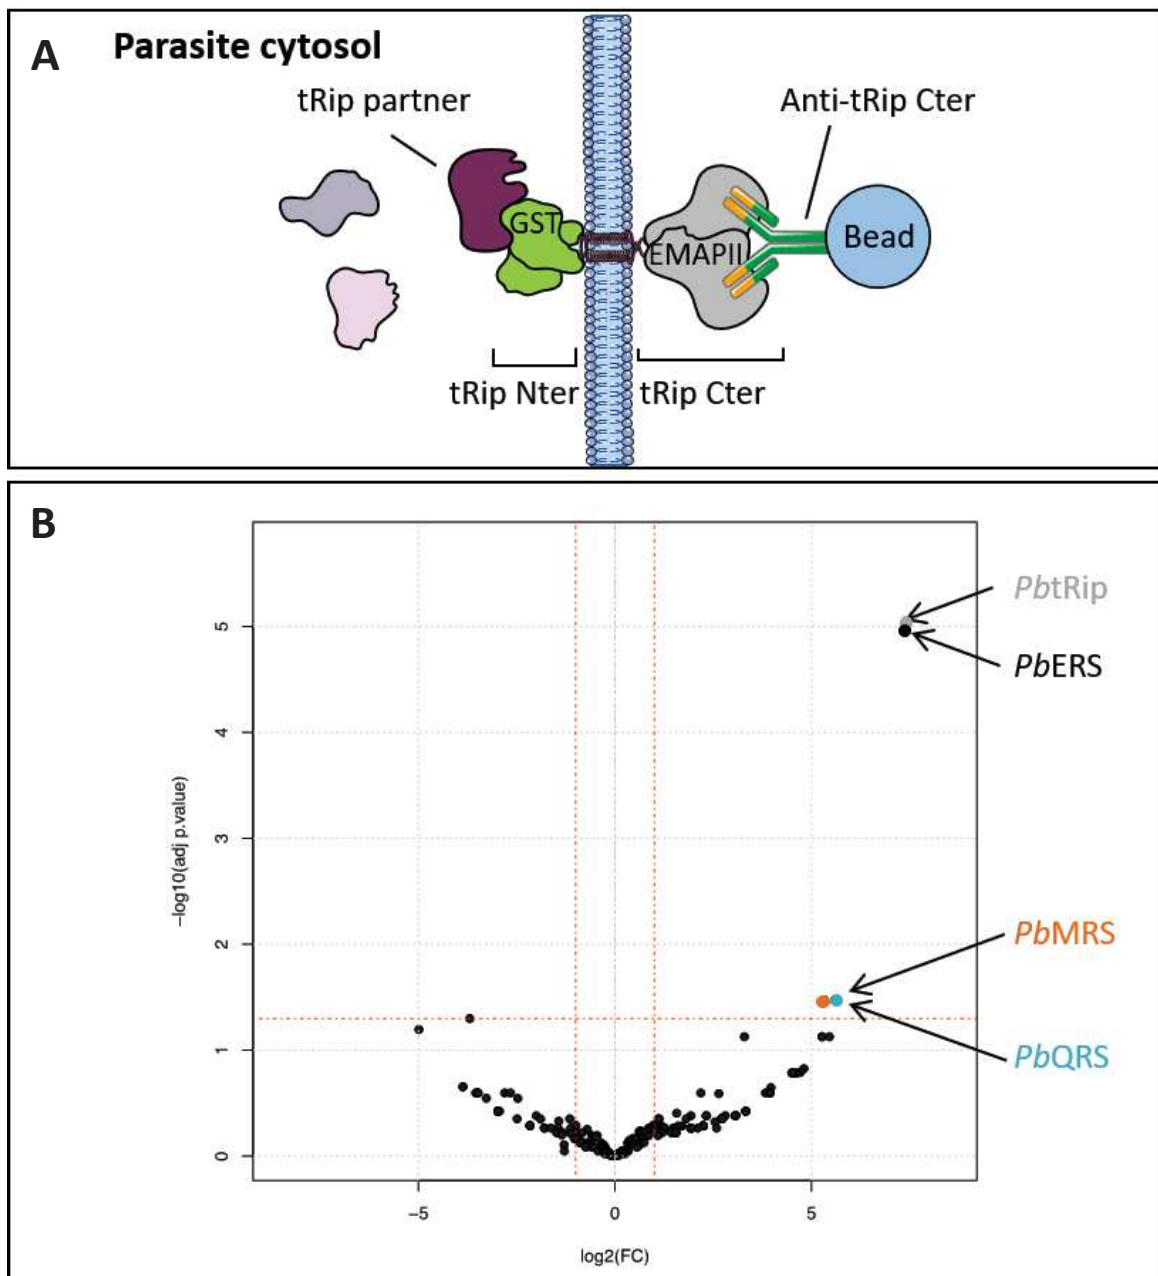 A
Parasite cytosol
tRip partner
Anti-tRip Cter
GST
EMAPII
Bead
tRip Nter
tRip Cter
B
PbtRip
PbERS
PbMRS
PbQRS
−log10(adj p.value)
5
4
3
2
1
0
−5
0
5
log2(FC)